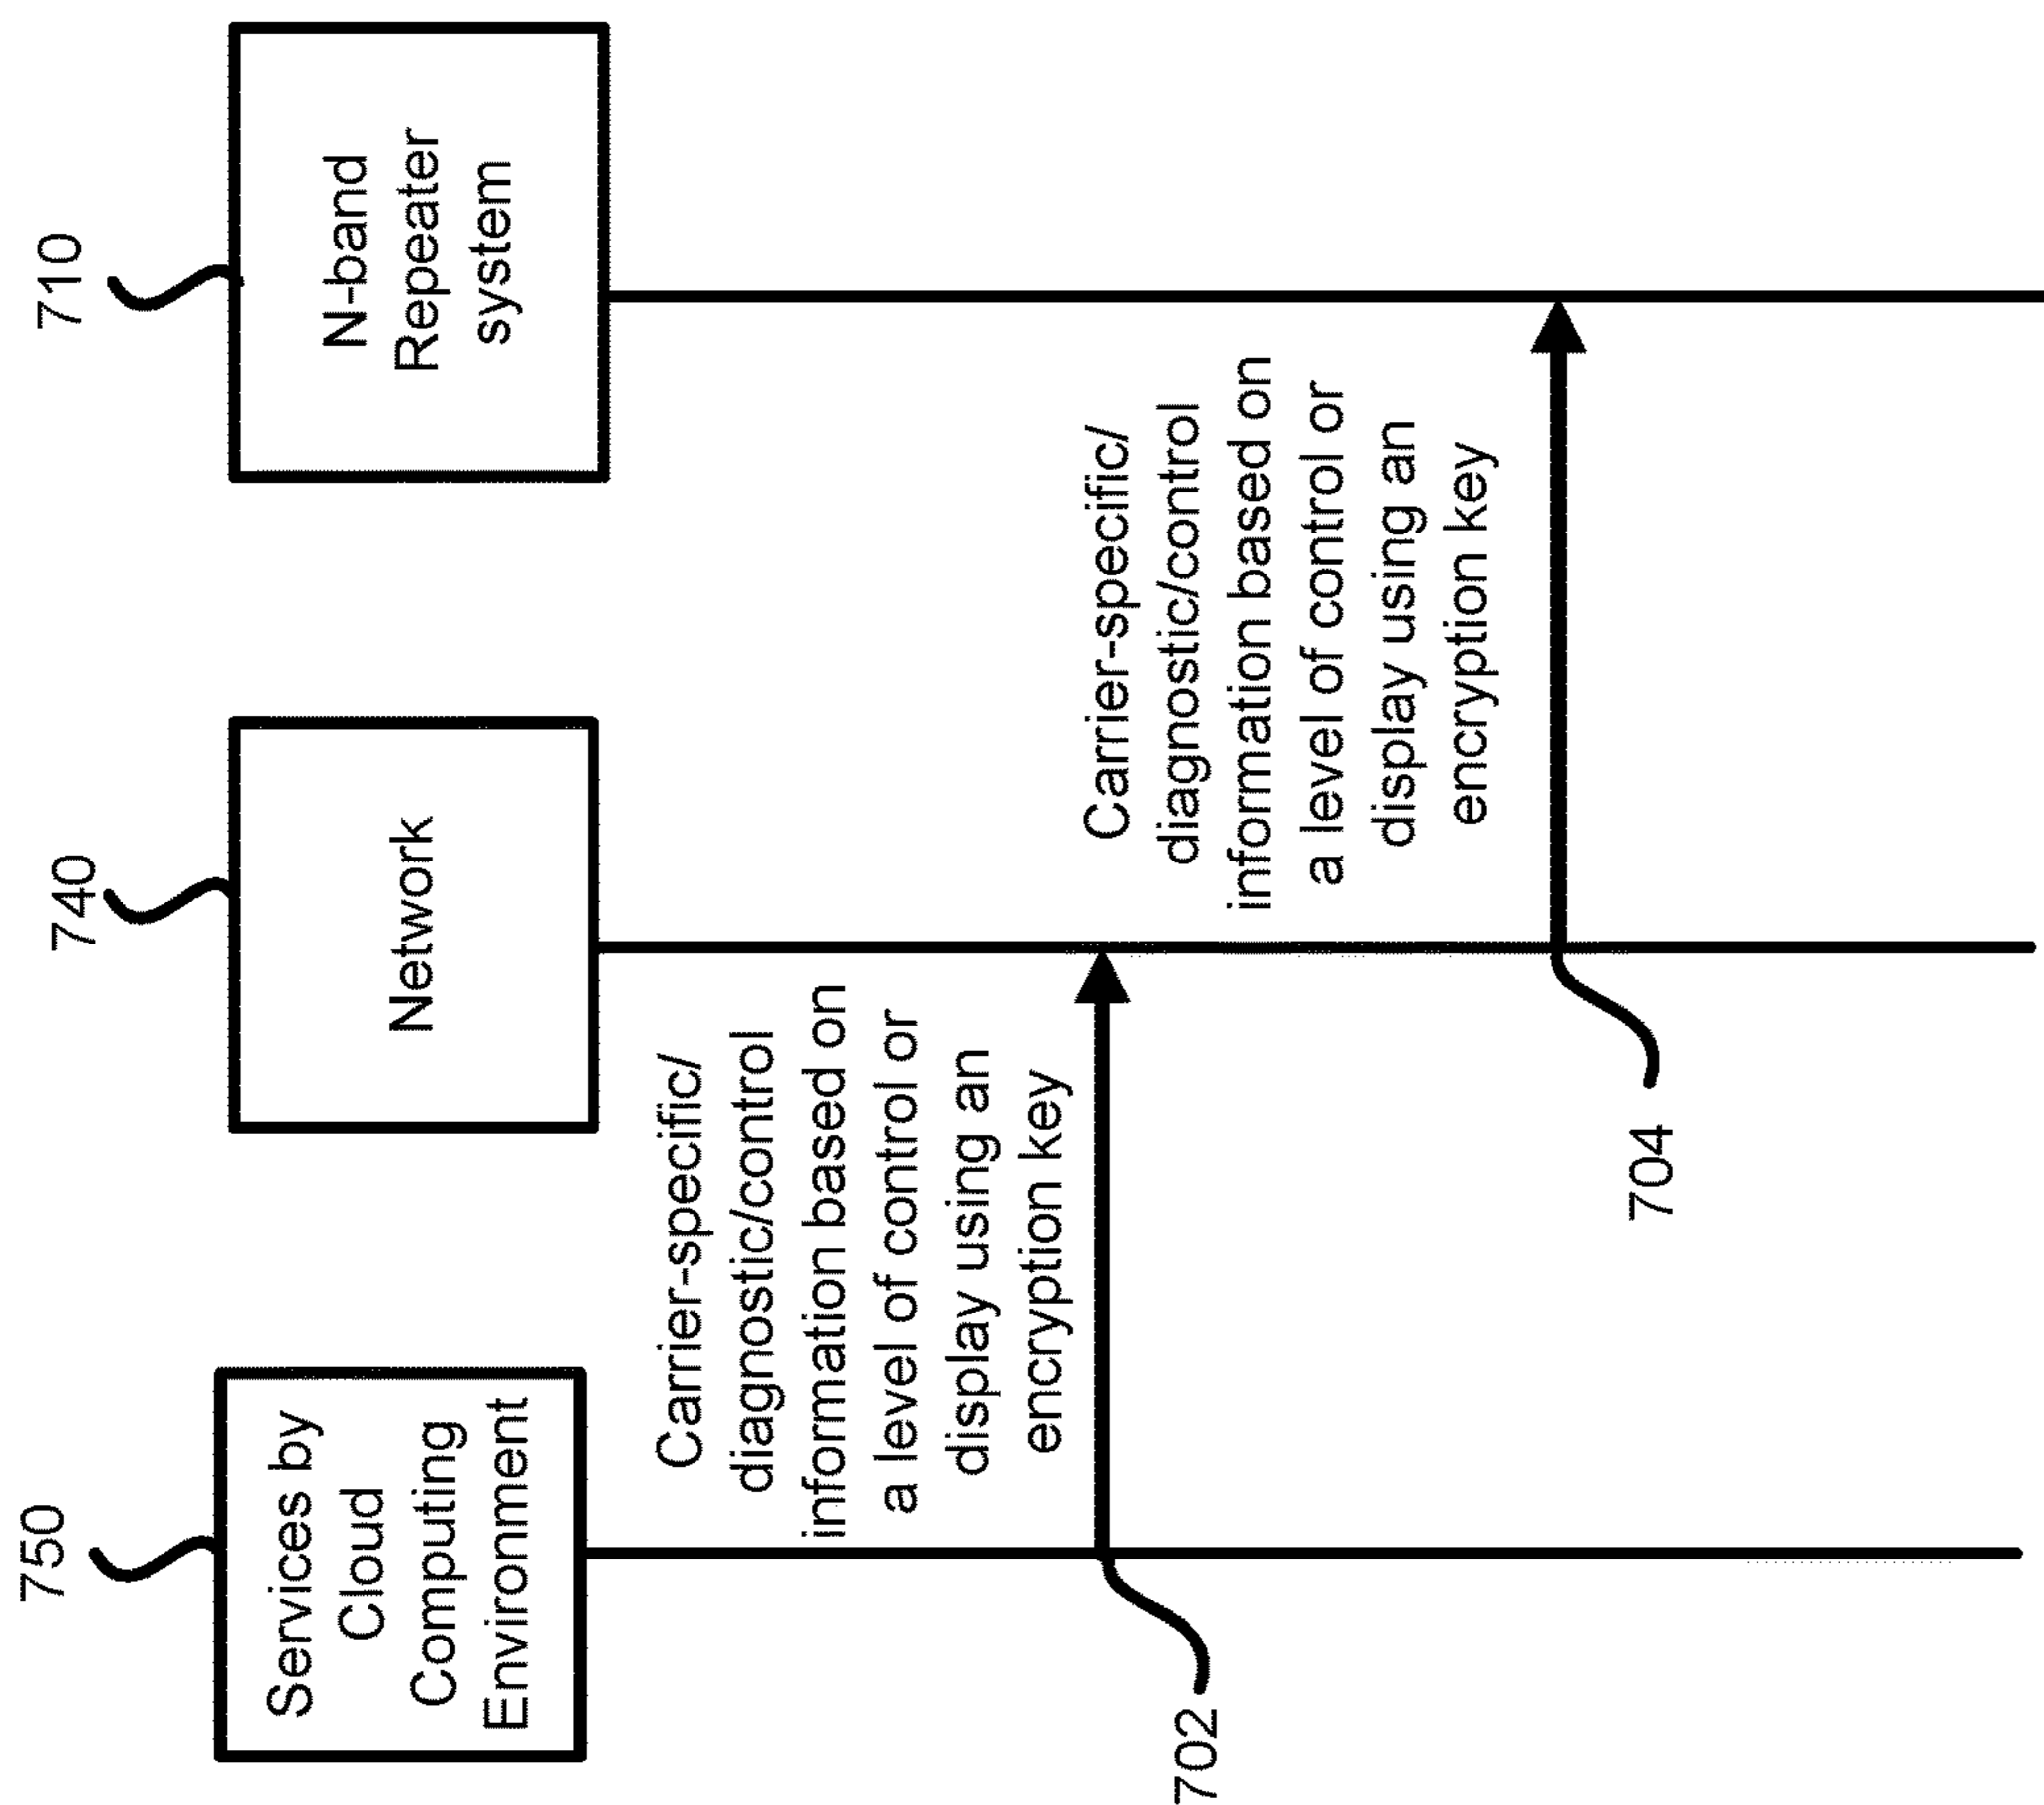 750
Services by
Cloud
Computing
Environment
740
Network
710
N-band
Repeater
system
Carrier-specific/
diagnostic/control
information based on
a level of control or
display using an
encryption key
702
Carrier-specific/
diagnostic/control
information based on
a level of control or
display using an
encryption key
704